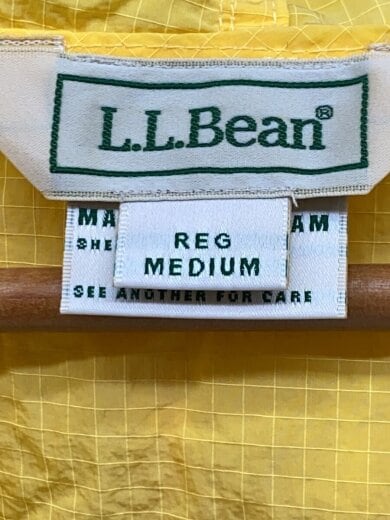 L.L.Bean®
REG
MEDIUM
SEE ANOTHER FOR CARE